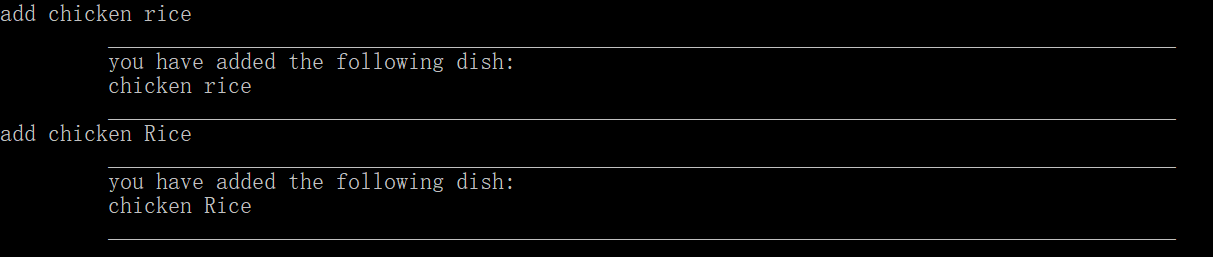 add chicken rice
you have added the following dish:
chicken rice
add chicken Rice
you have added the following dish:
chicken Rice